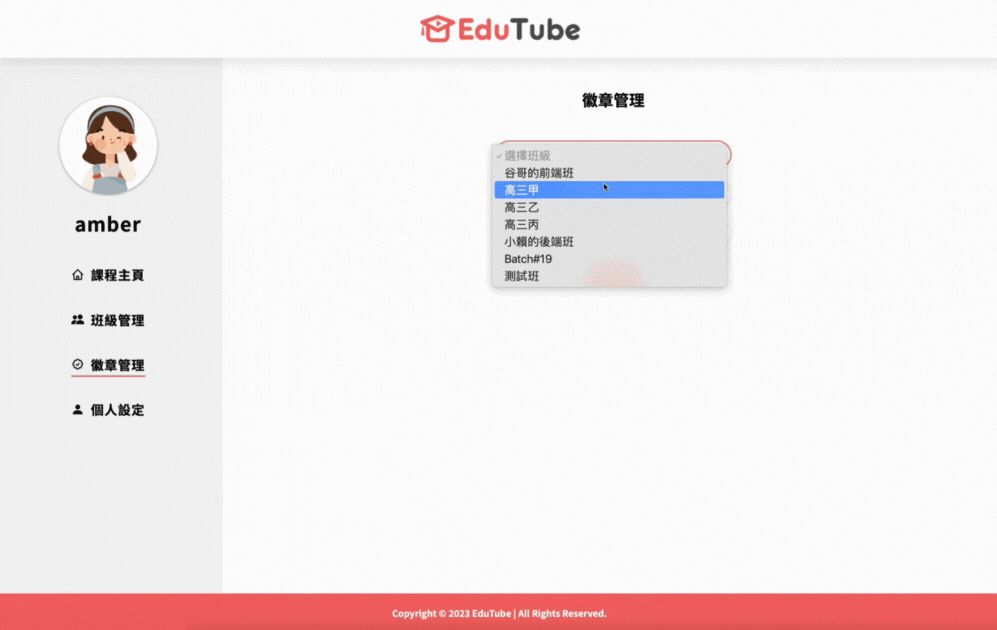 EduTube
amber
課程主頁
班級管理
徽章管理
個人設定
徽章管理
選擇班級
谷哥的前端班
高三甲
高三乙
高三丙
小賴的後端班
Batch#19
測試班
Copyright © 2023 EduTube | All Rights Reserved.